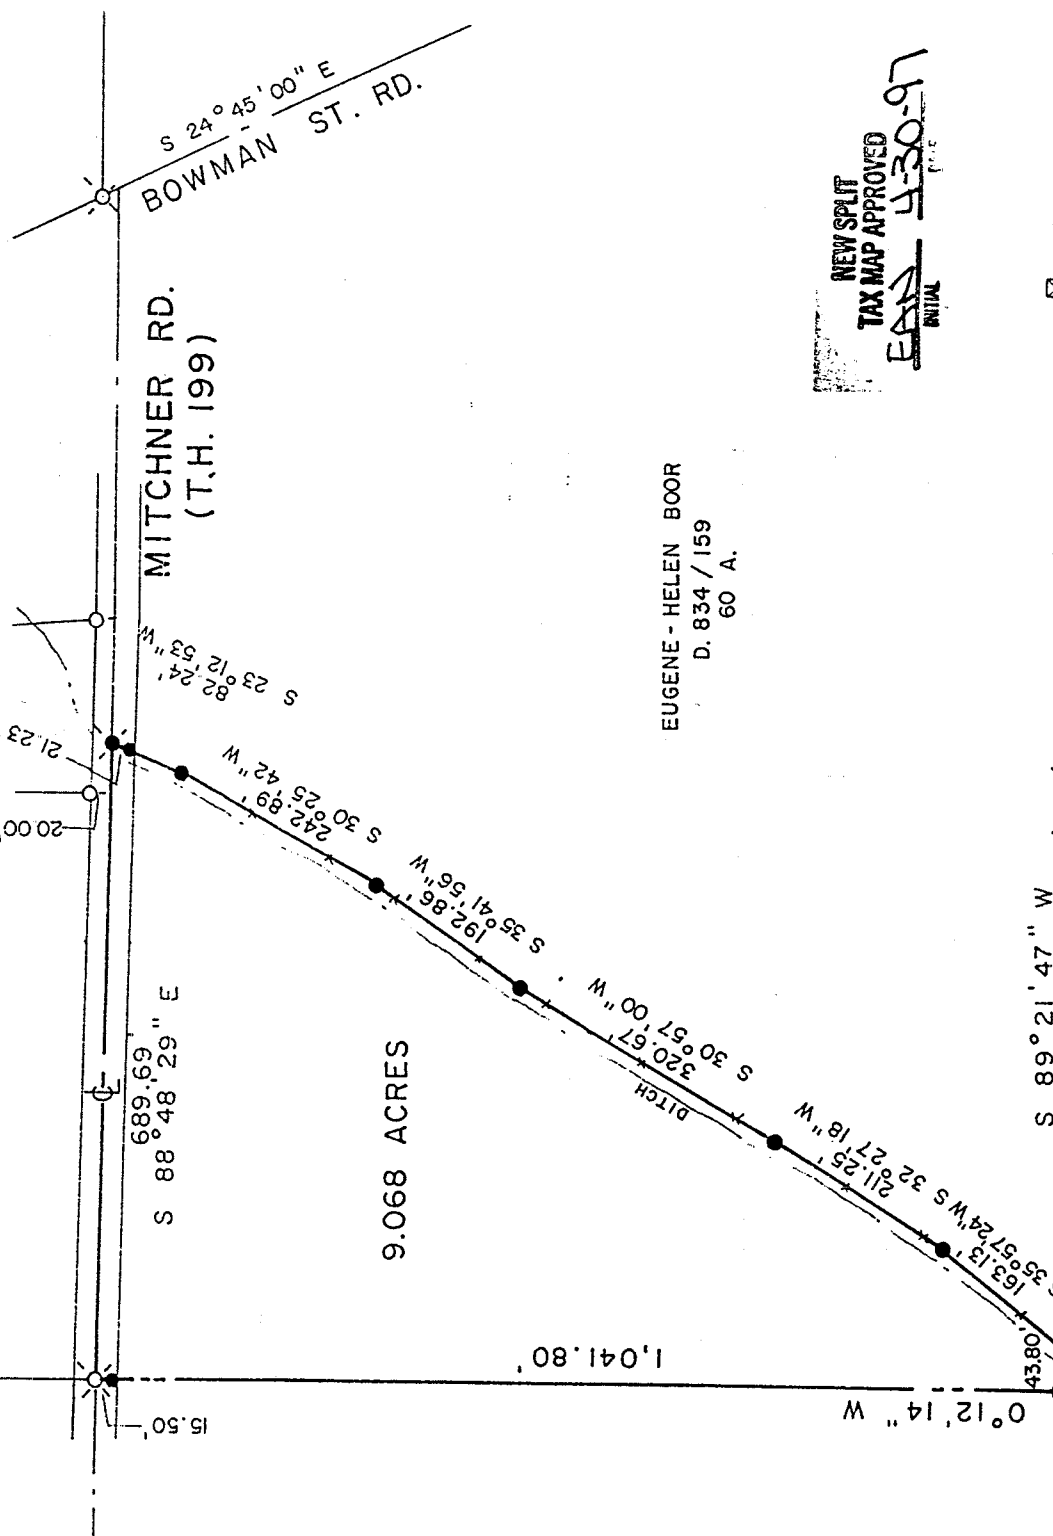 S 24°45'00" E
BOWMAN ST. RD.
MITCHNER RD.
(T.H. 199)
NEW SPLIT
TAX MAP APPROVED
EAN 4-30-97
INITIAL
EUGENE - HELEN BOOR
D. 834 / 159
60 A.
20.00
21.23
82.24'
S 23°12'53" W
242.89'
S 30°25'42" W
192.86'
S 35°41'56" W
320.67'
S 30°57'00" W
DITCH
211.25'
S 32°27'18" W
163.13'
35°57'24" W
43.80'
689.69'
S 88°48'29" E
9.068 ACRES
15.50'
1,041.80'
0°12'14" W
S 89°21'47" W